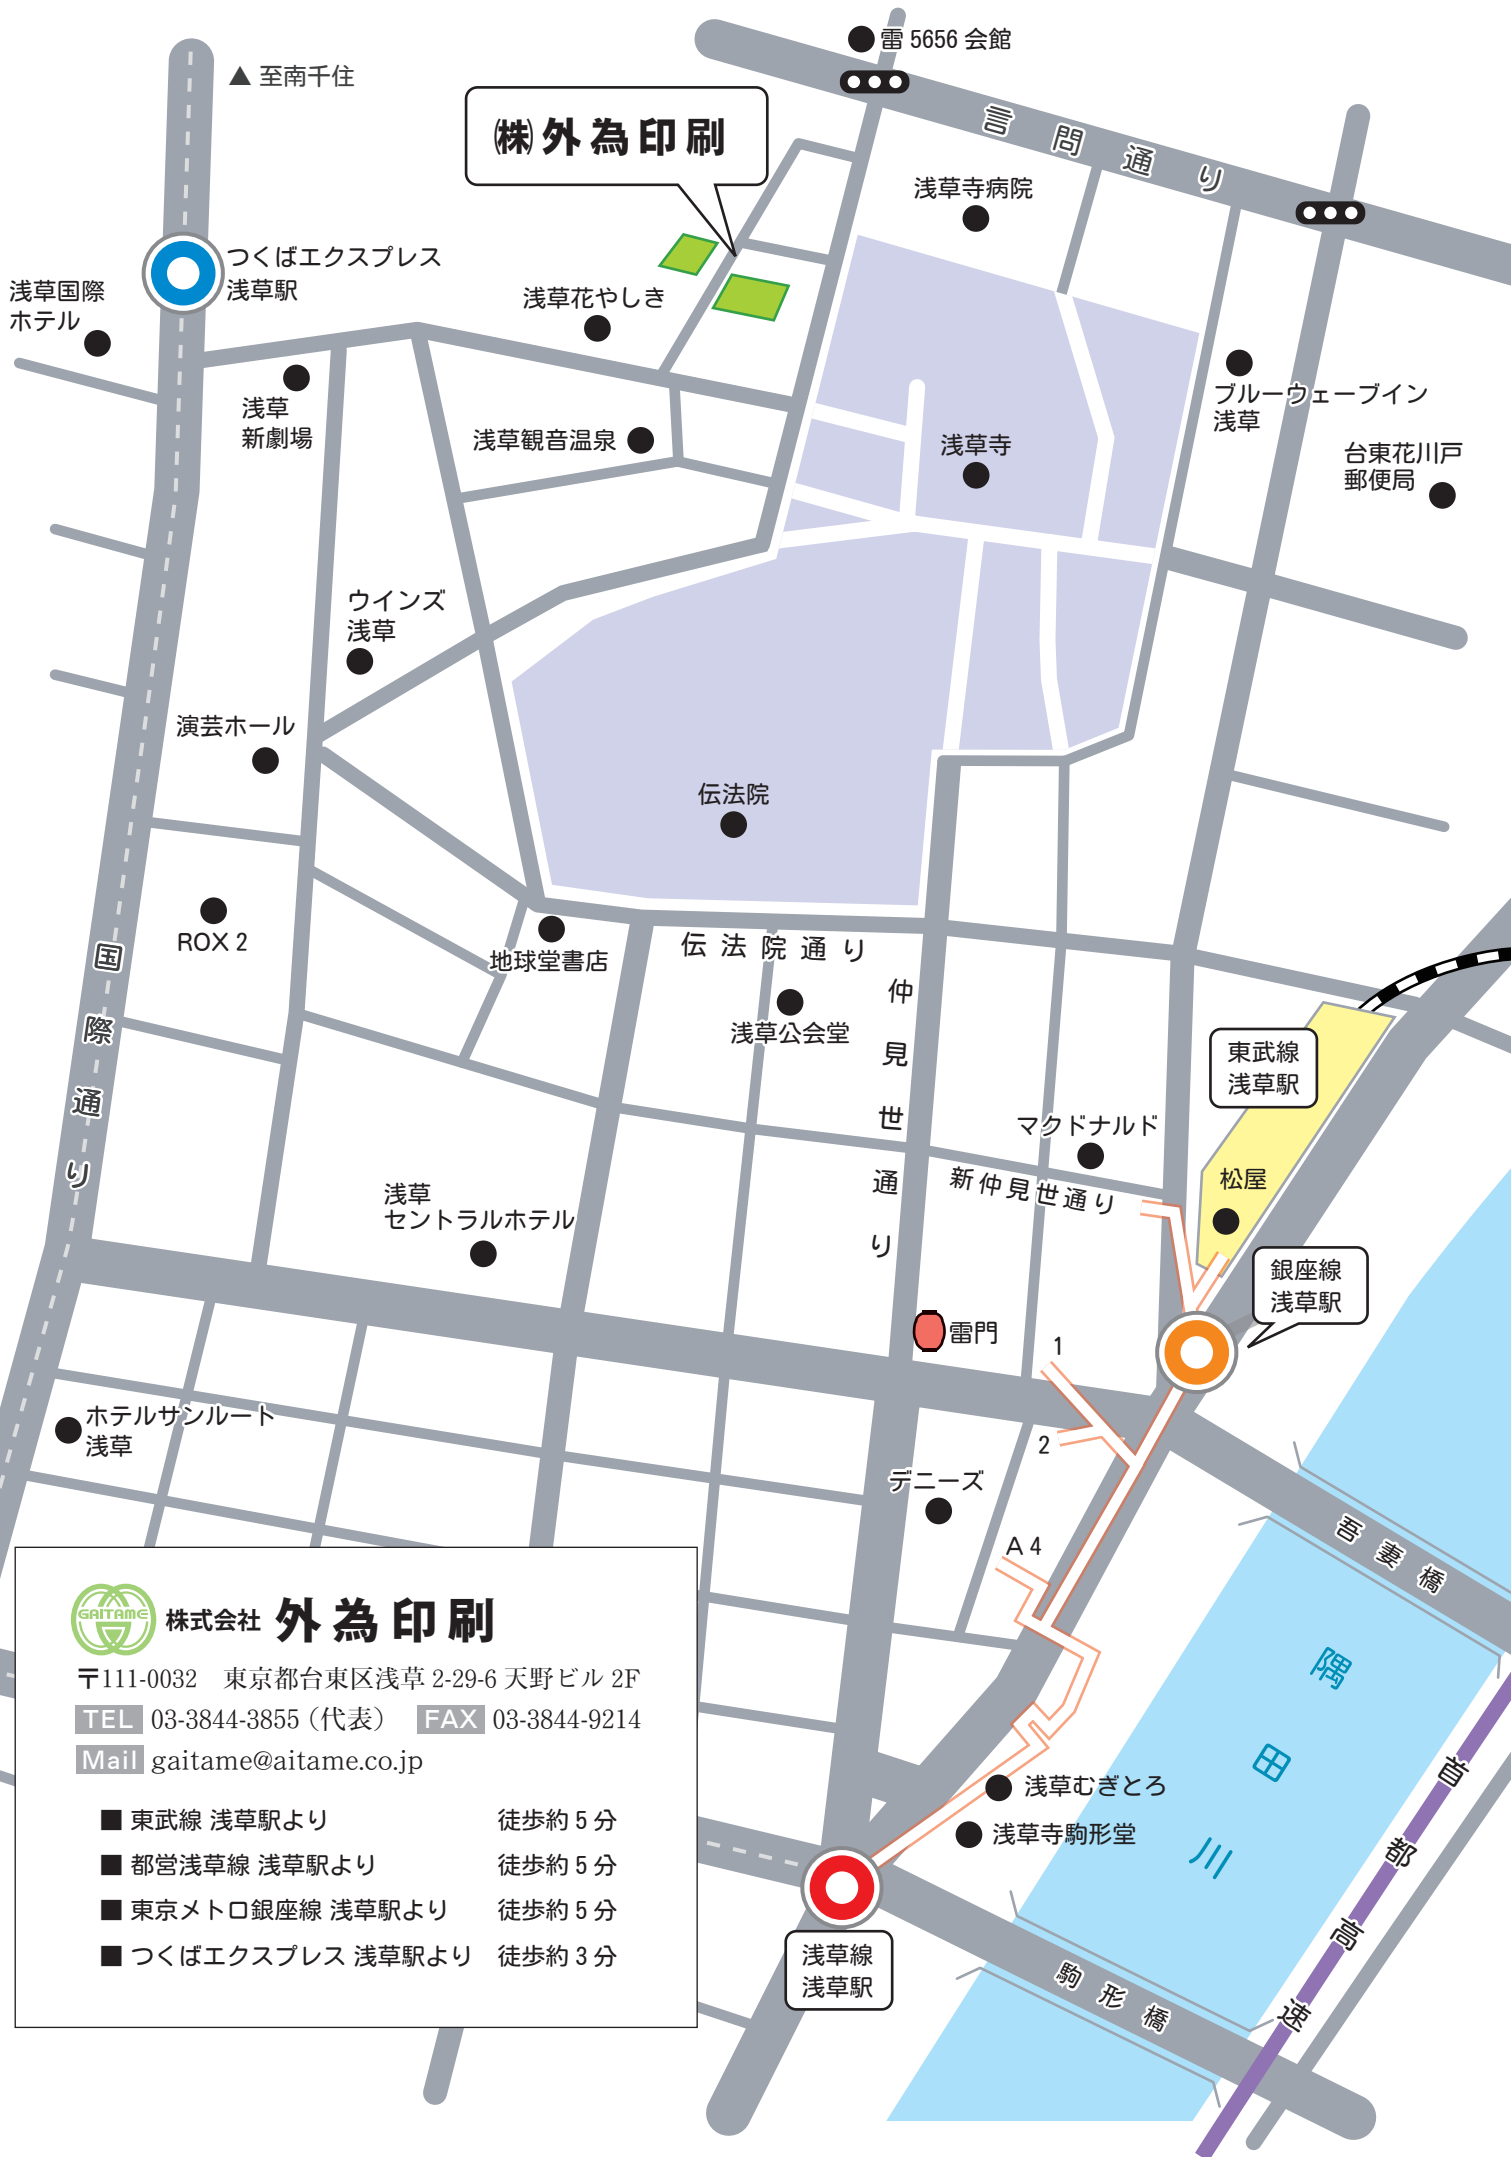 雷5656会館
▲ 至南千住
㈱外為印刷
言問通り
浅草寺病院
つくばエクスプレス
浅草駅
浅草国際
ホテル
浅草花やしき
浅草
新劇場
浅草観音温泉
浅草寺
ブルーウェーブイン
浅草
台東花川戸
郵便局
ウインズ
浅草
演芸ホール
伝法院
ROX 2
地球堂書店
伝法院通り
浅草公会堂
国際通り
仲見世通り
東武線
浅草駅
マクドナルド
新仲見世通り
松屋
浅草
セントラルホテル
銀座線
浅草駅
雷門
1
2
ホテルサンルート
浅草
デニーズ
A4
吾妻橋
隅田川
首都高速
浅草むぎとろ
浅草寺駒形堂
浅草線
浅草駅
駒形橋
GAITAME
株式会社 外為印刷
〒111-0032　東京都台東区浅草 2-29-6 天野ビル 2F
TEL 03-3844-3855（代表） FAX 03-3844-9214
Mail gaitame@aitame.co.jp
■ 東武線 浅草駅より 徒歩約 5 分
■ 都営浅草線 浅草駅より 徒歩約 5 分
■ 東京メトロ銀座線 浅草駅より 徒歩約 5 分
■ つくばエクスプレス 浅草駅より 徒歩約 3 分